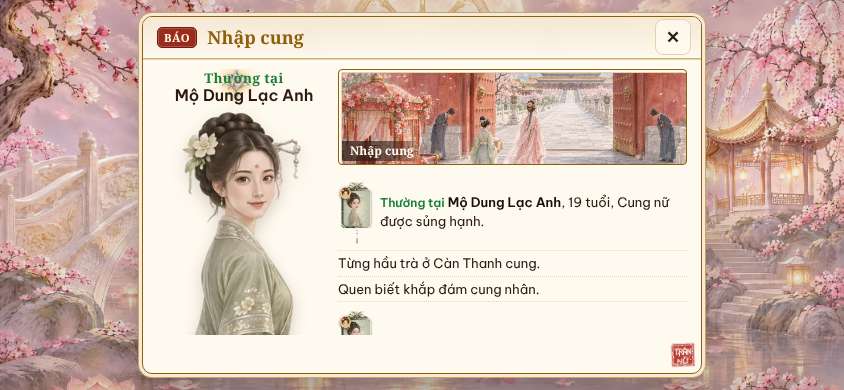 BÁO
Nhập cung
✕
Thường tại
Mộ Dung Lạc Anh
Nhập cung
Thường tại Mộ Dung Lạc Anh, 19 tuổi, Cung nữ
được sủng hạnh.
Từng hầu trà ở Càn Thanh cung.
Quen biết khắp đám cung nhân.